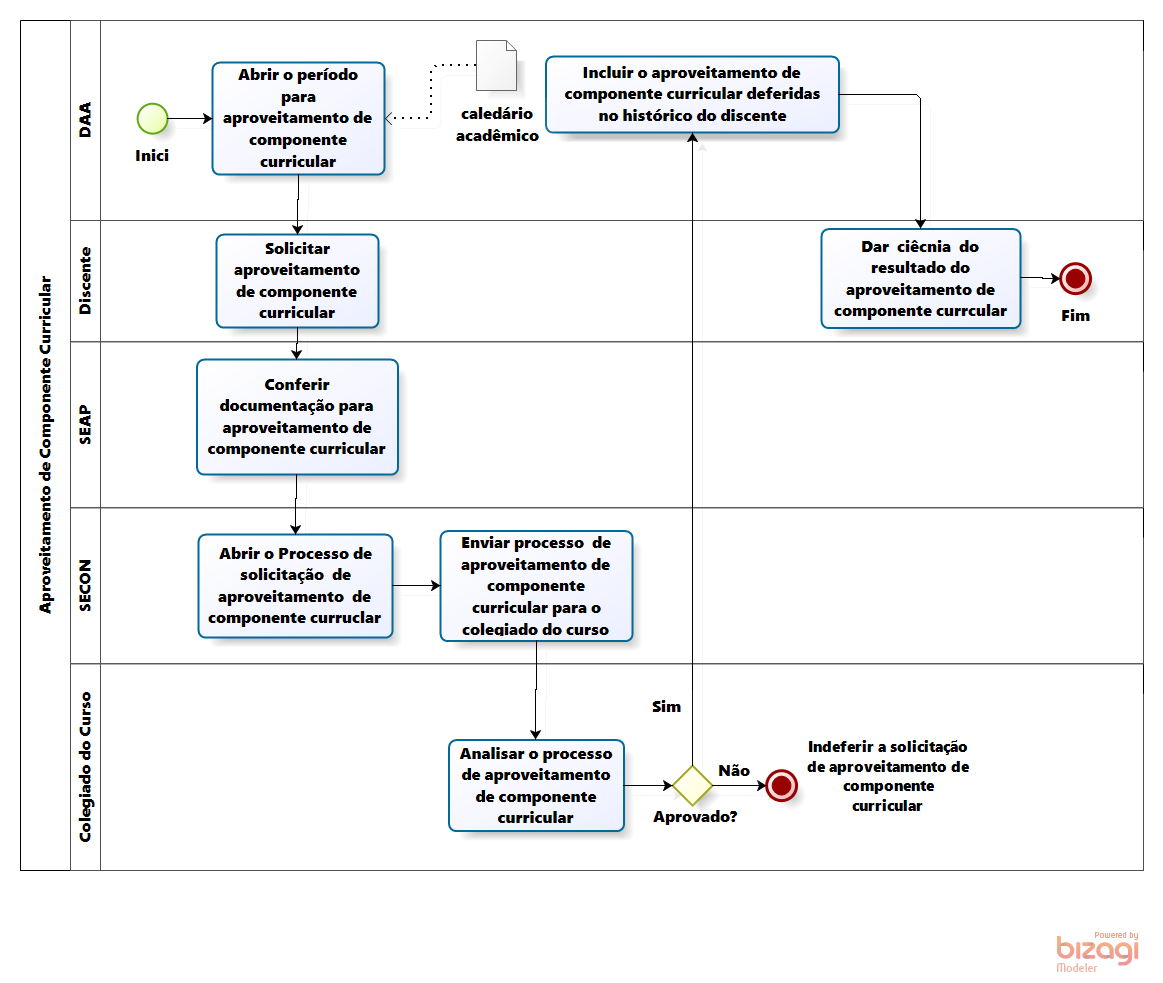 Aproveitamento de Componente Curricular
DAA
Inici
Abrir o período
para
aproveitamento de
componente
curricular
caledário
acadêmico
Incluir o aproveitamento de
componente curricular deferidas
no histórico do discente
Discente
Solicitar
aproveitamento
de componente
curricular
Dar ciêcnia do
resultado do
aproveitamento de
componente currcular
Fim
SEAP
Conferir
documentação para
aproveitamento de
componente curricular
SECON
Abrir o Processo de
solicitação de
aproveitamento de
componente curruclar
Enviar processo de
aproveitamento de
componente
curricular para o
colegiado do curso
Colegiado do Curso
Analisar o processo
de aproveitamento
de componente
curricular
Sim
Aprovado?
Não
Indeferir a solicitação
de aproveitamento de
componente
curricular
Powered by
bizagi
Modeler